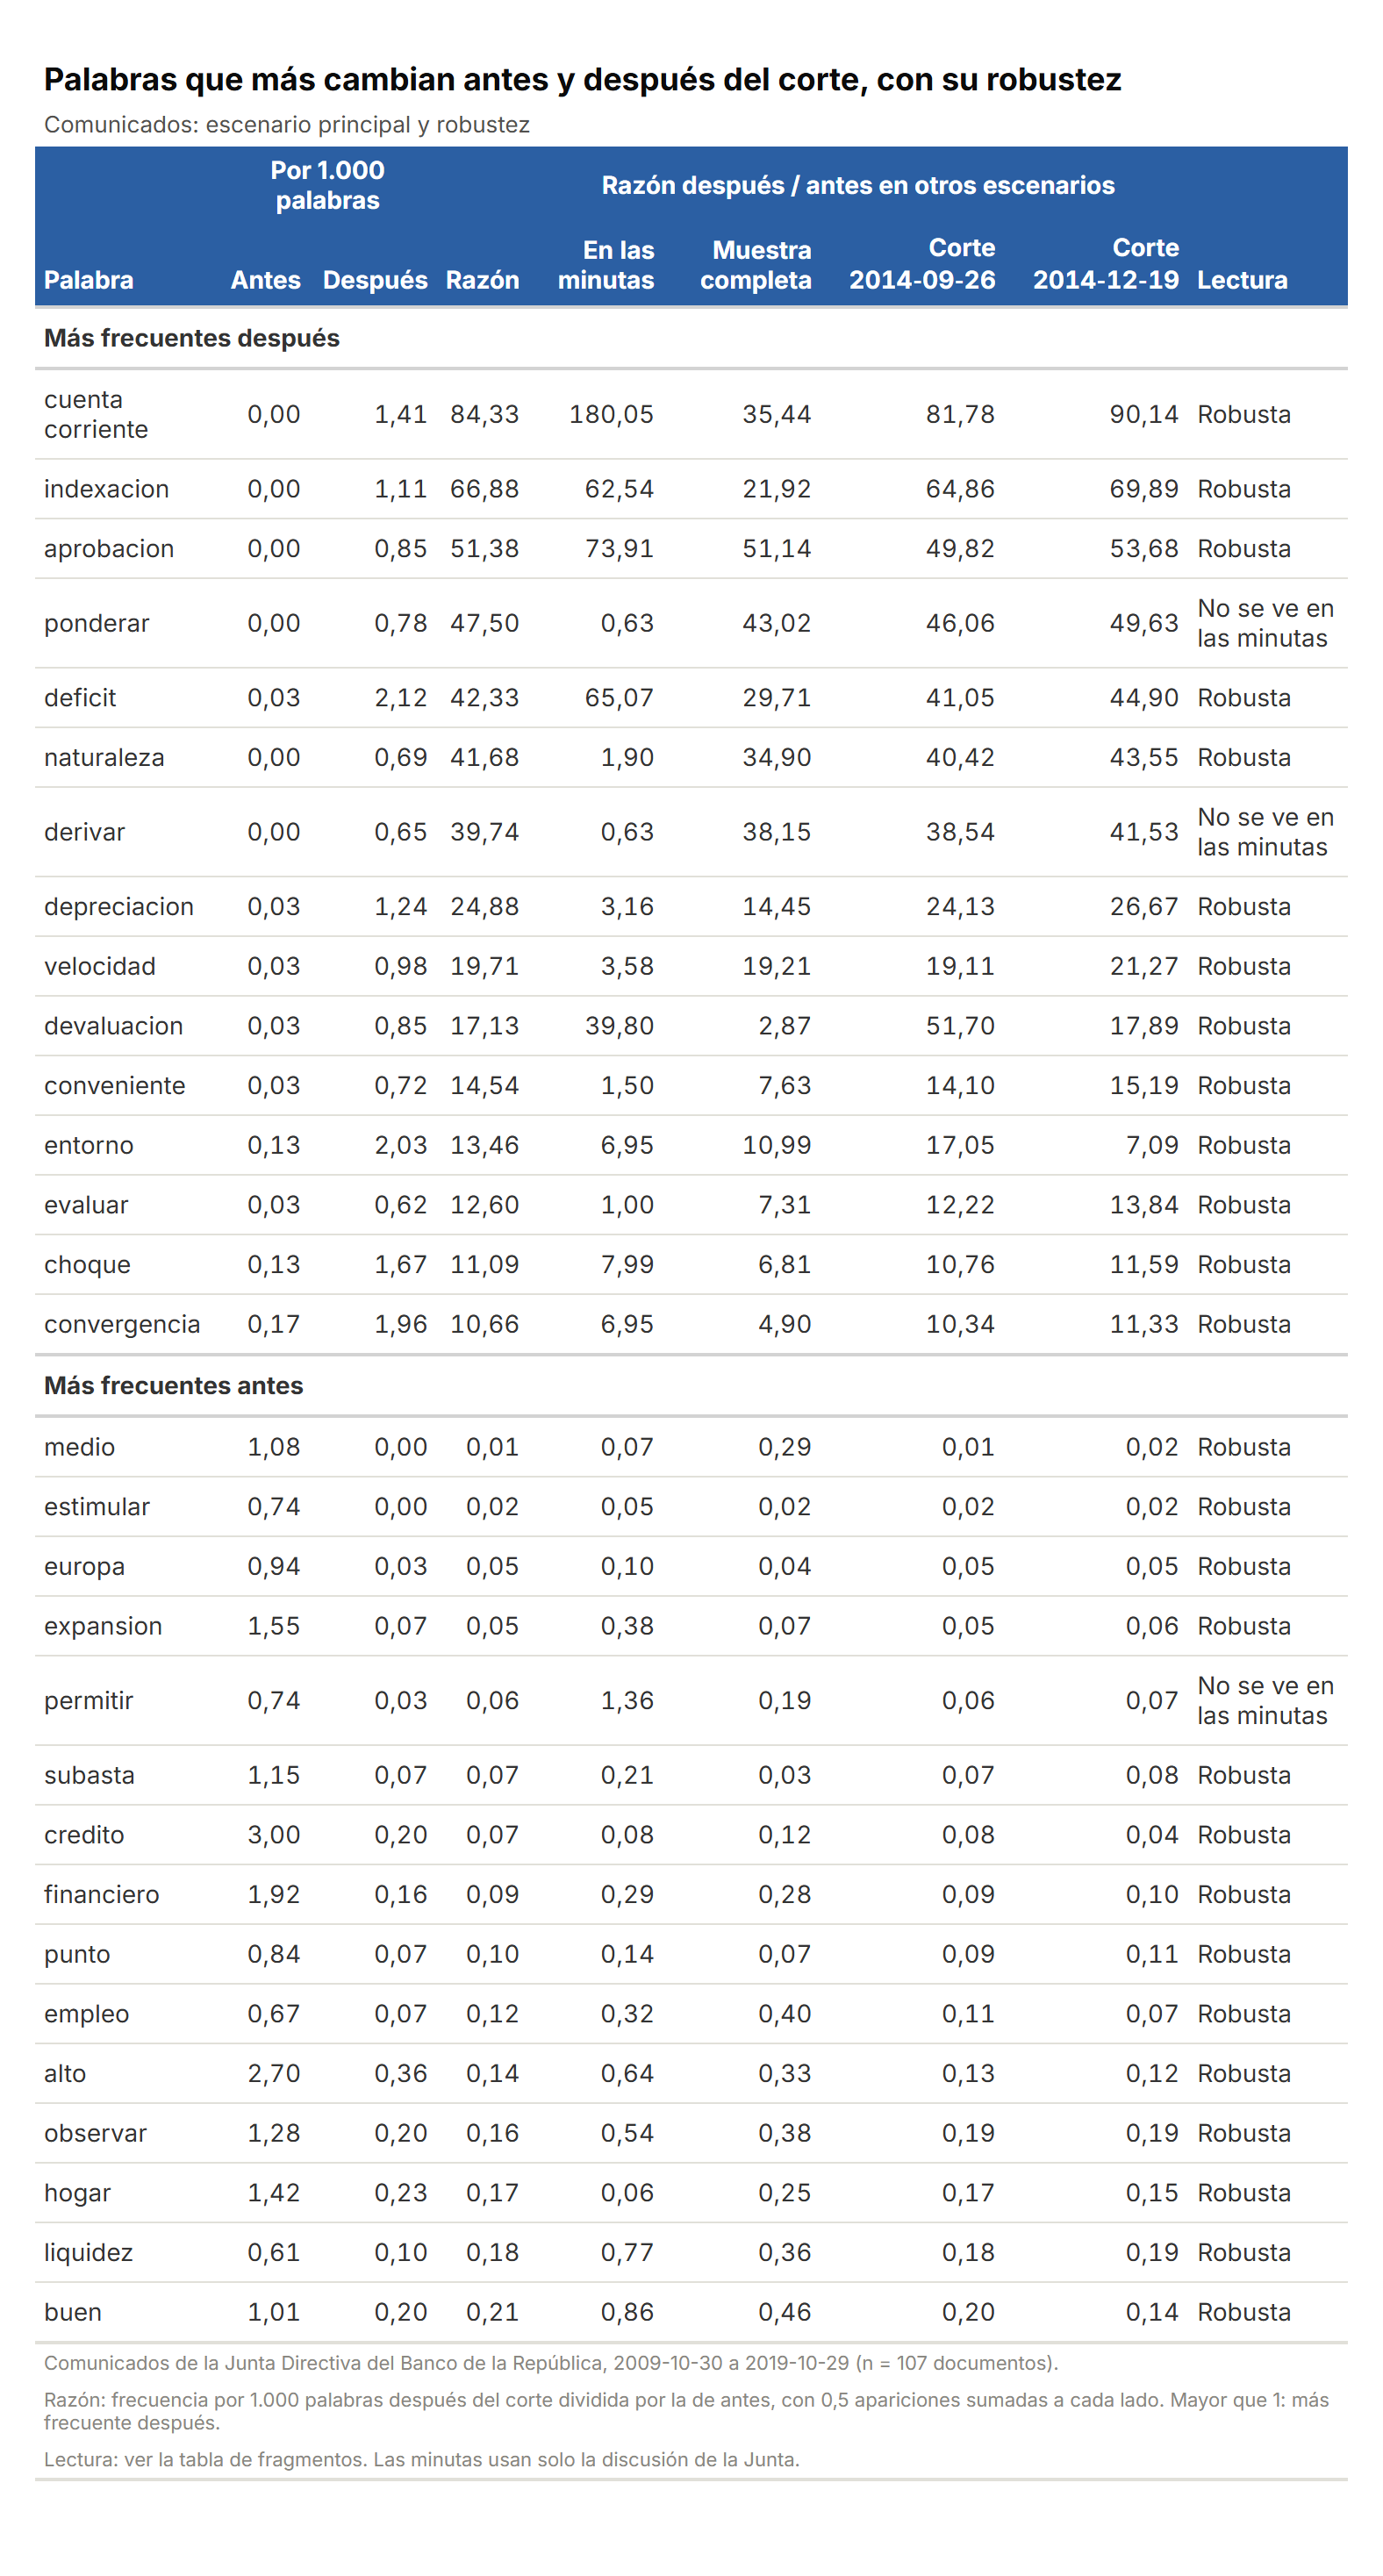 Palabras que más cambian antes y después del corte, con su robustez
Comunicados: escenario principal y robustez
Por 1.000
palabras
Razón después / antes en otros escenarios
Palabra Antes Después Razón En las minutas Muestra completa Corte 2014-09-26 Corte 2014-12-19 Lectura
Más frecuentes después
cuenta corriente 0,00 1,41 84,33 180,05 35,44 81,78 90,14 Robusta
indexacion 0,00 1,11 66,88 62,54 21,92 64,86 69,89 Robusta
aprobacion 0,00 0,85 51,38 73,91 51,14 49,82 53,68 Robusta
ponderar 0,00 0,78 47,50 0,63 43,02 46,06 49,63 No se ve en las minutas
deficit 0,03 2,12 42,33 65,07 29,71 41,05 44,90 Robusta
naturaleza 0,00 0,69 41,68 1,90 34,90 40,42 43,55 Robusta
derivar 0,00 0,65 39,74 0,63 38,15 38,54 41,53 No se ve en las minutas
depreciacion 0,03 1,24 24,88 3,16 14,45 24,13 26,67 Robusta
velocidad 0,03 0,98 19,71 3,58 19,21 19,11 21,27 Robusta
devaluacion 0,03 0,85 17,13 39,80 2,87 51,70 17,89 Robusta
conveniente 0,03 0,72 14,54 1,50 7,63 14,10 15,19 Robusta
entorno 0,13 2,03 13,46 6,95 10,99 17,05 7,09 Robusta
evaluar 0,03 0,62 12,60 1,00 7,31 12,22 13,84 Robusta
choque 0,13 1,67 11,09 7,99 6,81 10,76 11,59 Robusta
convergencia 0,17 1,96 10,66 6,95 4,90 10,34 11,33 Robusta
Más frecuentes antes
medio 1,08 0,00 0,01 0,07 0,29 0,01 0,02 Robusta
estimular 0,74 0,00 0,02 0,05 0,02 0,02 0,02 Robusta
europa 0,94 0,03 0,05 0,10 0,04 0,05 0,05 Robusta
expansion 1,55 0,07 0,05 0,38 0,07 0,05 0,06 Robusta
permitir 0,74 0,03 0,06 1,36 0,19 0,06 0,07 No se ve en las minutas
subasta 1,15 0,07 0,07 0,21 0,03 0,07 0,08 Robusta
credito 3,00 0,20 0,07 0,08 0,12 0,08 0,04 Robusta
financiero 1,92 0,16 0,09 0,29 0,28 0,09 0,10 Robusta
punto 0,84 0,07 0,10 0,14 0,07 0,09 0,11 Robusta
empleo 0,67 0,07 0,12 0,32 0,40 0,11 0,07 Robusta
alto 2,70 0,36 0,14 0,64 0,33 0,13 0,12 Robusta
observar 1,28 0,20 0,16 0,54 0,38 0,19 0,19 Robusta
hogar 1,42 0,23 0,17 0,06 0,25 0,17 0,15 Robusta
liquidez 0,61 0,10 0,18 0,77 0,36 0,18 0,19 Robusta
buen 1,01 0,20 0,21 0,86 0,46 0,20 0,14 Robusta
Comunicados de la Junta Directiva del Banco de la República, 2009-10-30 a 2019-10-29 (n = 107 documentos).
Razón: frecuencia por 1.000 palabras después del corte dividida por la de antes, con 0,5 apariciones sumadas a cada lado. Mayor que 1: más
frecuente después.
Lectura: ver la tabla de fragmentos. Las minutas usan solo la discusión de la Junta.